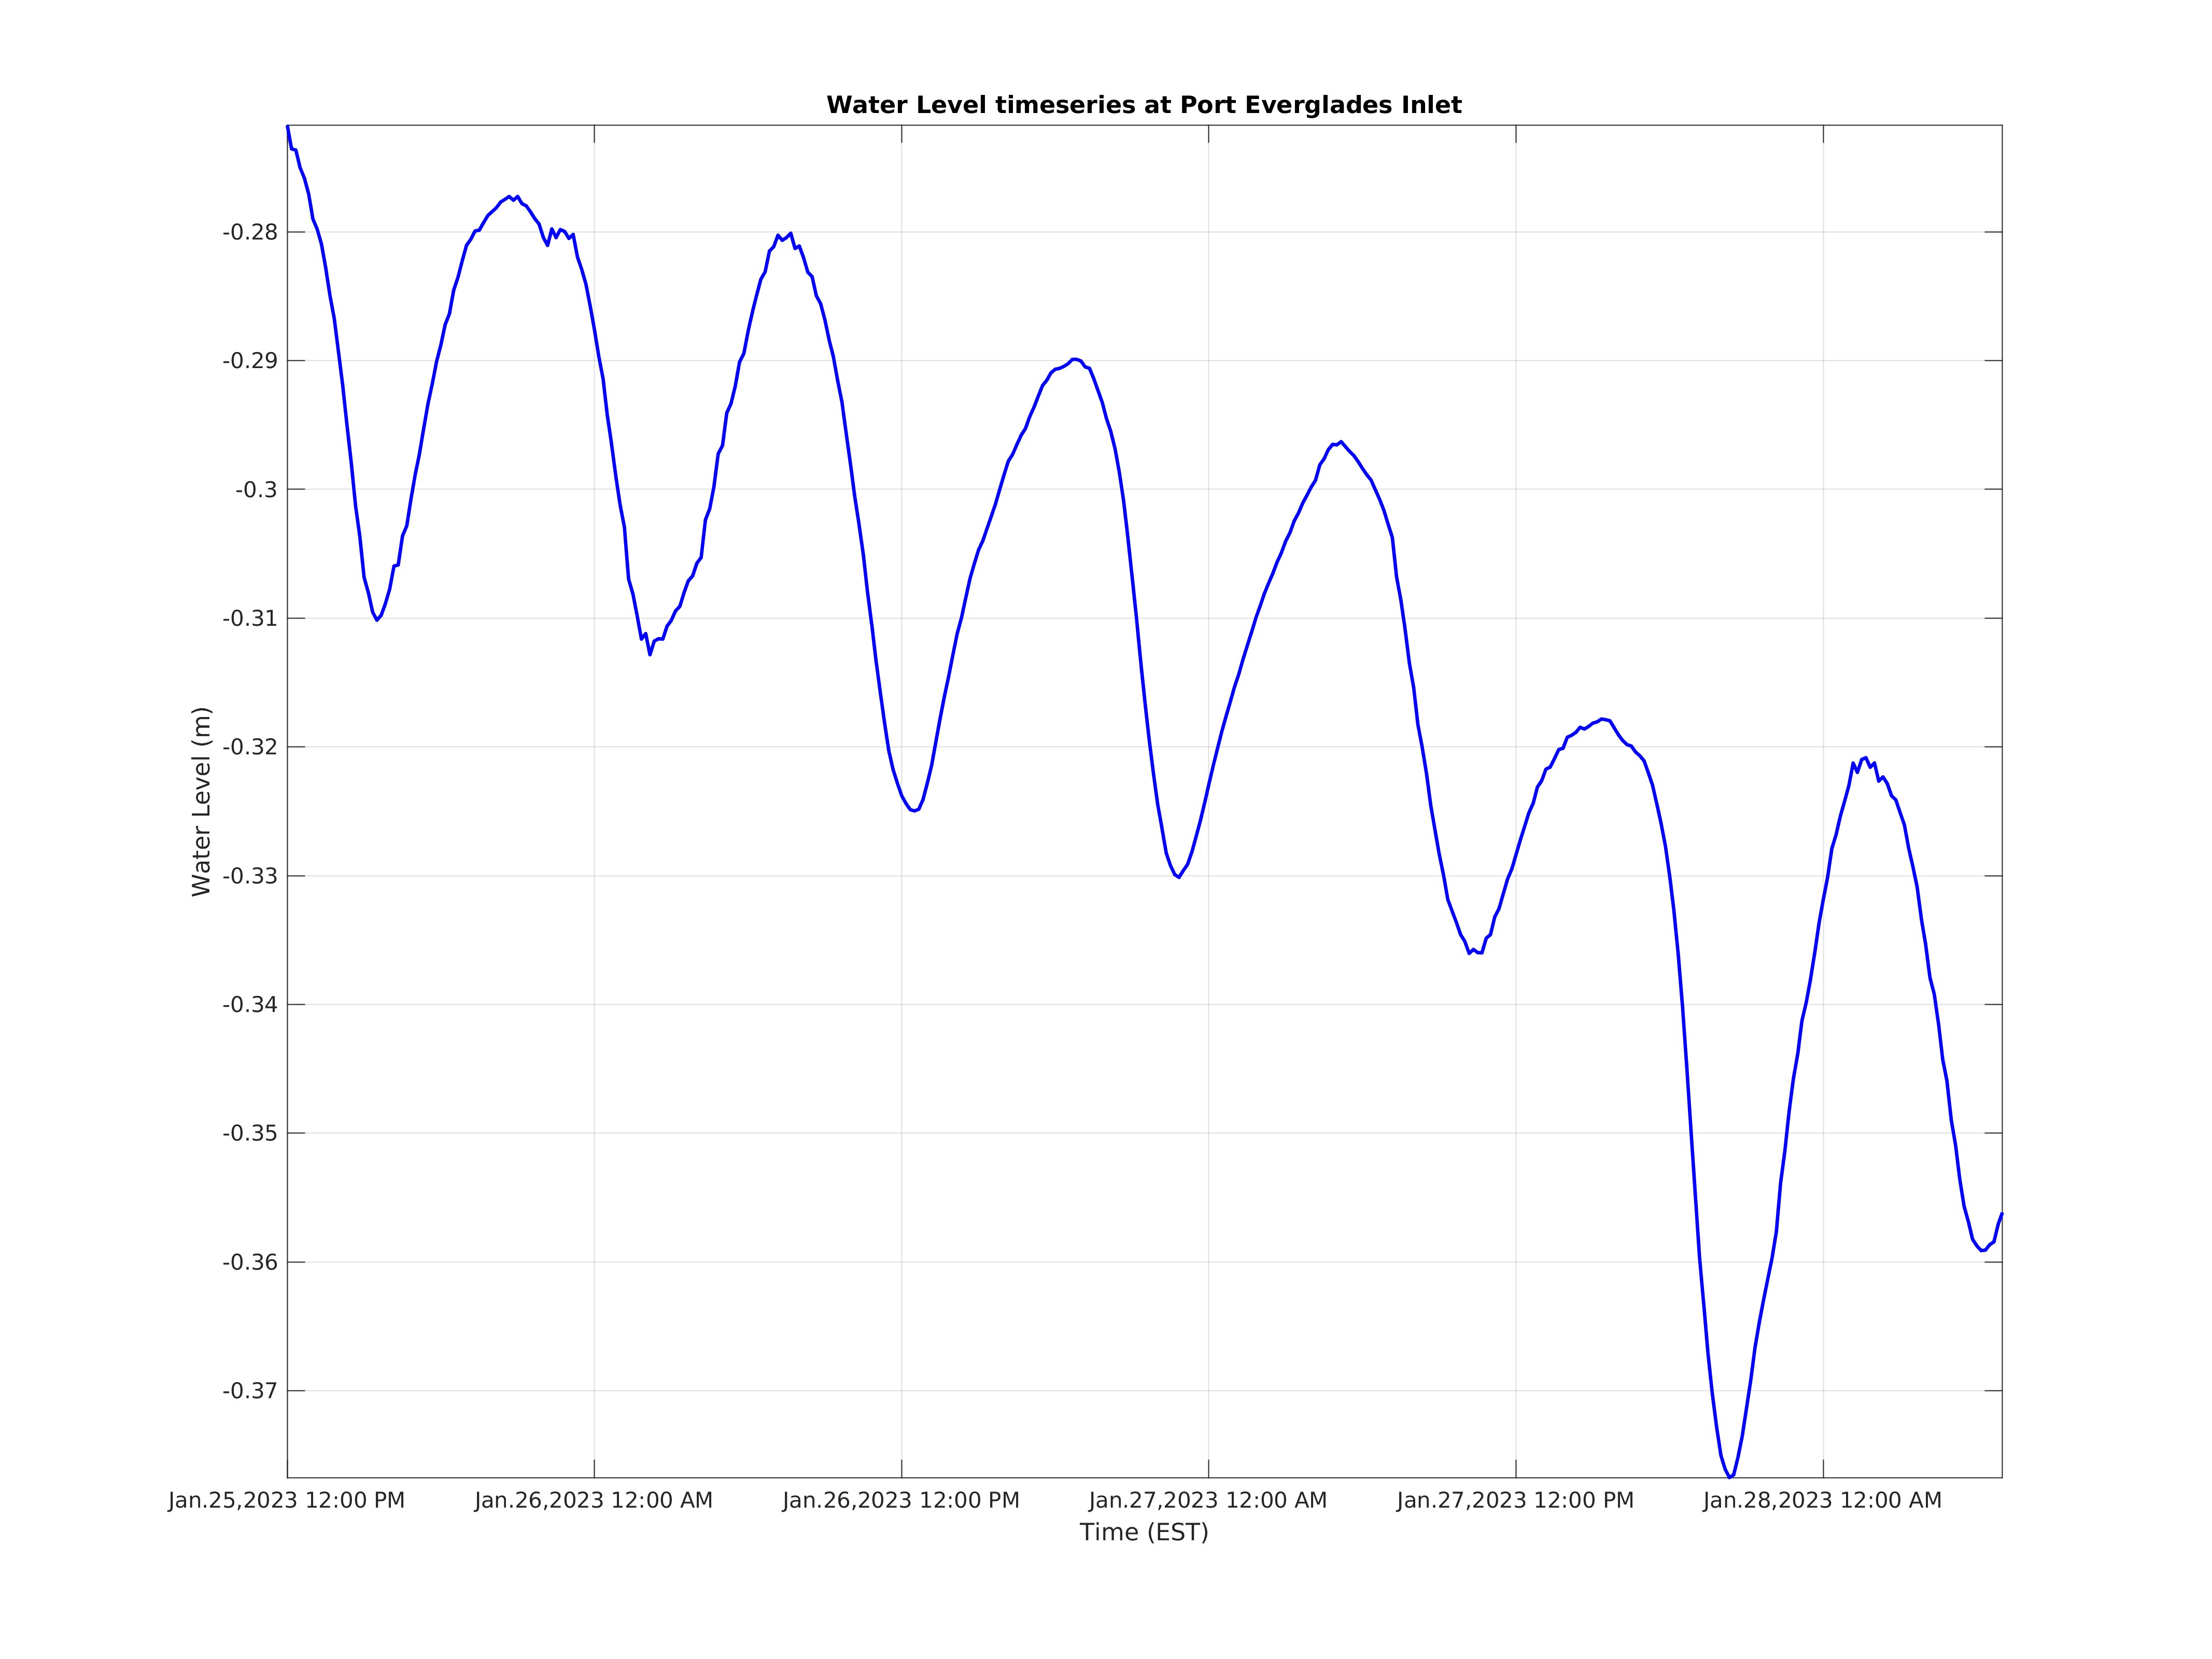 Water Level timeseries at Port Everglades Inlet
-0.28
-0.29
-0.3
-0.31
-0.32
-0.33
-0.34
-0.35
-0.36
-0.37
Water Level (m)
Jan.25,2023 12:00 PM
Jan.26,2023 12:00 AM
Jan.26,2023 12:00 PM
Jan.27,2023 12:00 AM
Jan.27,2023 12:00 PM
Jan.28,2023 12:00 AM
Time (EST)